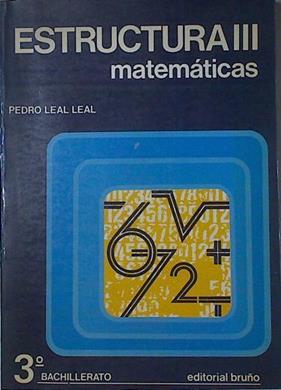 ESTRUCTURA III
matemáticas
PEDRO LEAL LEAL
3º BACHILLERATO
editorial bruño